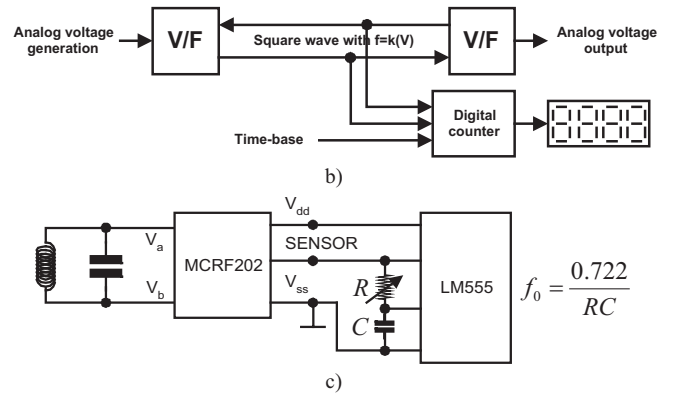 Analog voltage
generation
V/F
Square wave with f=k(V)
V/F
Analog voltage
output
Time-base
Digital
counter
b)
V_a
V_b
MCRF202
V_dd
SENSOR
V_ss
R
C
LM555
f_0 = 0.722 / RC
c)